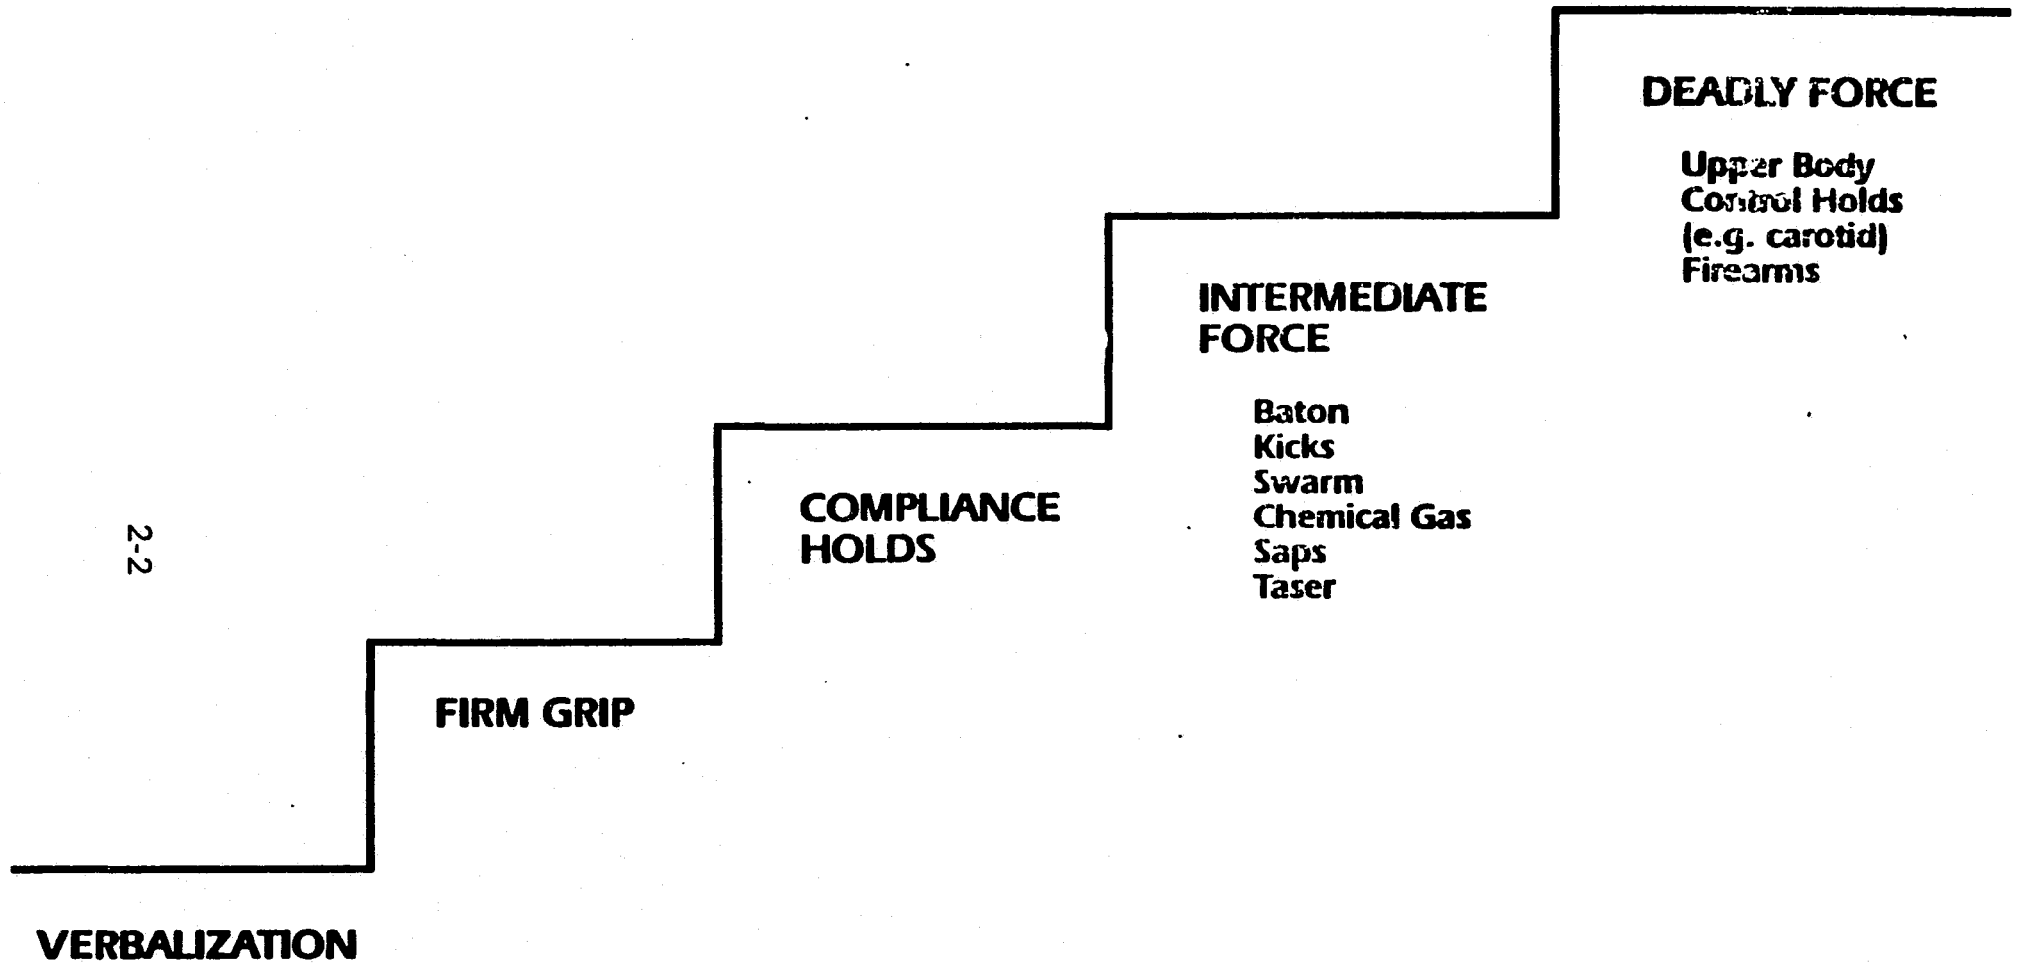 DEADLY FORCE
Upper Body
Control Holds
(e.g. carotid)
Firearms
INTERMEDIATE
FORCE
Baton
Kicks
Swarm
Chemical Gas
Saps
Taser
COMPLIANCE
HOLDS
2-2
FIRM GRIP
VERBALIZATION